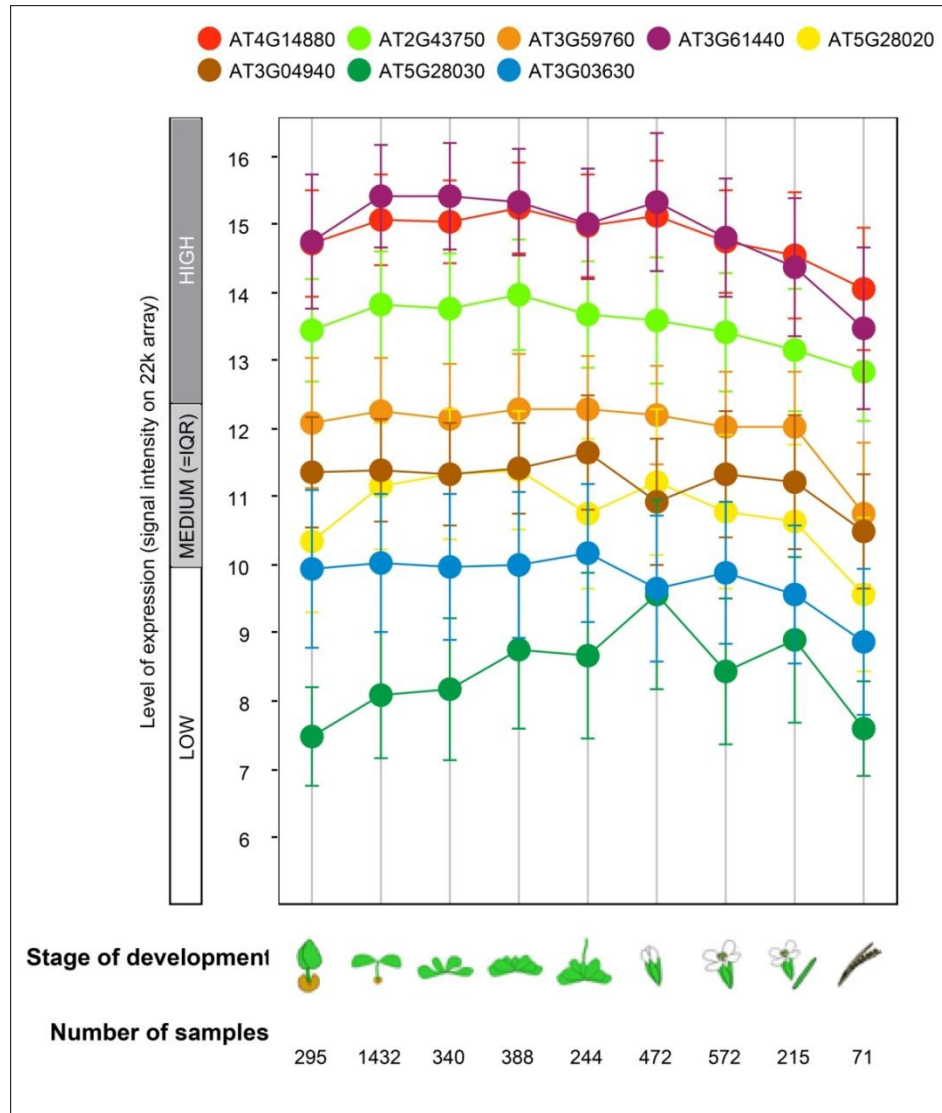 AT4G14880 AT2G43750 AT3G59760 AT3G61440 AT5G28020
AT3G04940 AT5G28030 AT3G03630
Level of expression (signal intensity on 22k array)
HIGH
MEDIUM (=IQR)
LOW
16
15
14
13
12
11
10
9
8
7
6
Stage of development
Number of samples
295 1432 340 388 244 472 572 215 71